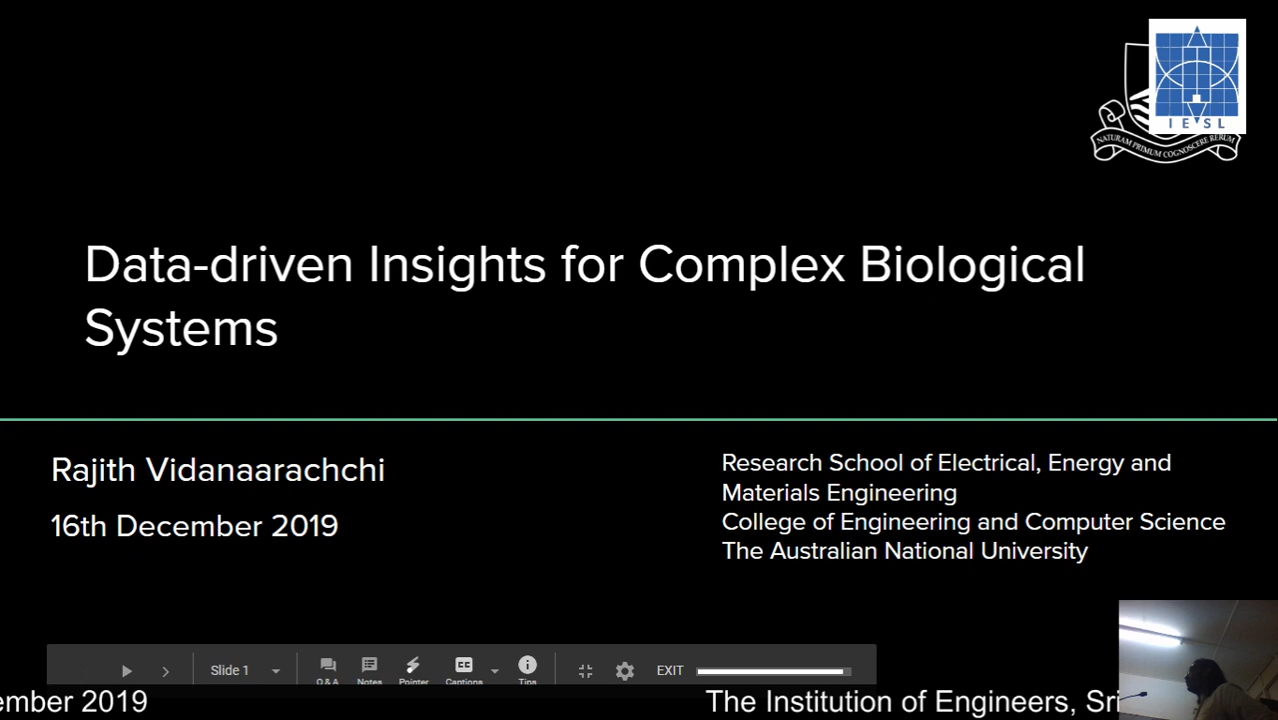 IESL
NATURAM PRIMUM COGNOSCERE RERUM
Data-driven Insights for Complex Biological
Systems
Rajith Vidanaarachchi
16th December 2019
Research School of Electrical, Energy and
Materials Engineering
College of Engineering and Computer Science
The Australian National University
Slide 1
Q & A
Notes
Pointer
Captions
Tips
EXIT
ember 2019
The Institution of Engineers, Sri